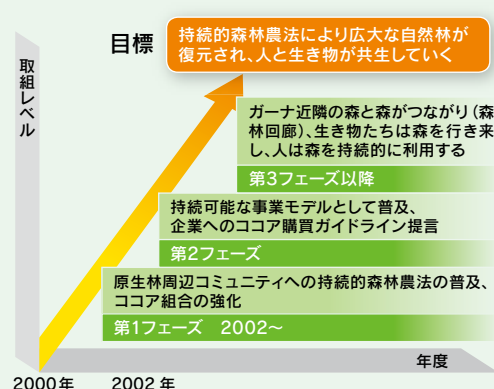 目標
持続的森林農法により広大な自然林が
復元され、人と生き物が共生していく
取組レベル
ガーナ近隣の森と森がつながり（森
林回廊）、生き物たちは森を行き来
し、人は森を持続的に利用する
第3フェーズ以降
持続可能な事業モデルとして普及、
企業へのココア購買ガイドライン提言
第2フェーズ
原生林周辺コミュニティへの持続的森林農法の普及、
ココア組合の強化
第1フェーズ　2002〜
年度
2000年　2002年